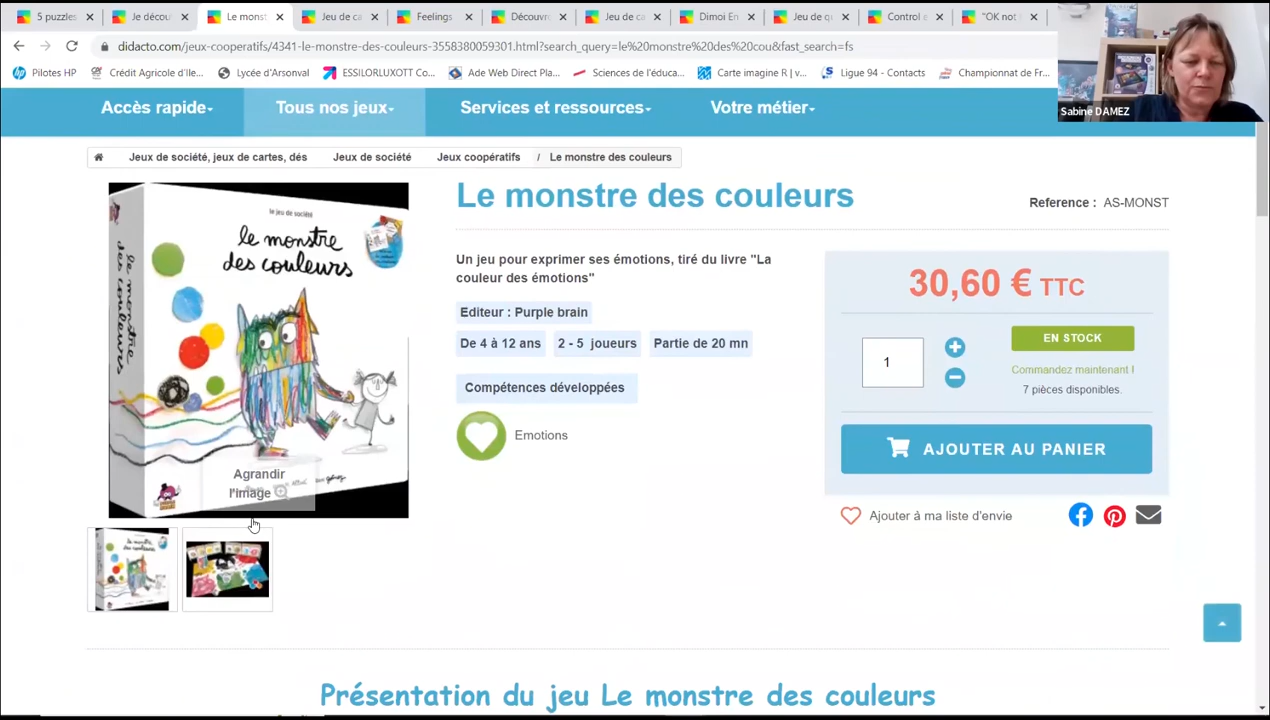 5 puzzles
Je décou
Le monst
Jeu de ca
Feelings
Découvr
Jeu de ca
Dimoi En
Jeu de qu
Control e
"OK not
didacto.com/jeux-cooperatifs/4341-le-monstre-des-couleurs-3558380059301.html?search_query=le%20monstre%20des%20cou&fast_search=fs
Pilotes HP
Crédit Agricole d'Ile...
Lycée d'Arsonval
ESSILORLUXOTT Co...
Ade Web Direct Pla...
Sciences de l'éduca...
Carte imagine R | v...
Ligue 94 - Contacts
Championnat de Fr...
Sabine DAMEZ
Accès rapide
Tous nos jeux
Services et ressources
Votre métier
Jeux de société, jeux de cartes, dés
Jeux de société
Jeux coopératifs
/ Le monstre des couleurs
le jeu de société
le monstre
des couleurs
le monstre des couleurs
Agrandir
l'image
Le monstre des couleurs
Reference : AS-MONST
Un jeu pour exprimer ses émotions, tiré du livre "La
couleur des émotions"
Editeur : Purple brain
De 4 à 12 ans
2 - 5 joueurs
Partie de 20 mn
Compétences développées
Emotions
30,60 € TTC
1
EN STOCK
Commandez maintenant !
7 pièces disponibles.
AJOUTER AU PANIER
Ajouter à ma liste d'envie
Présentation du jeu Le monstre des couleurs